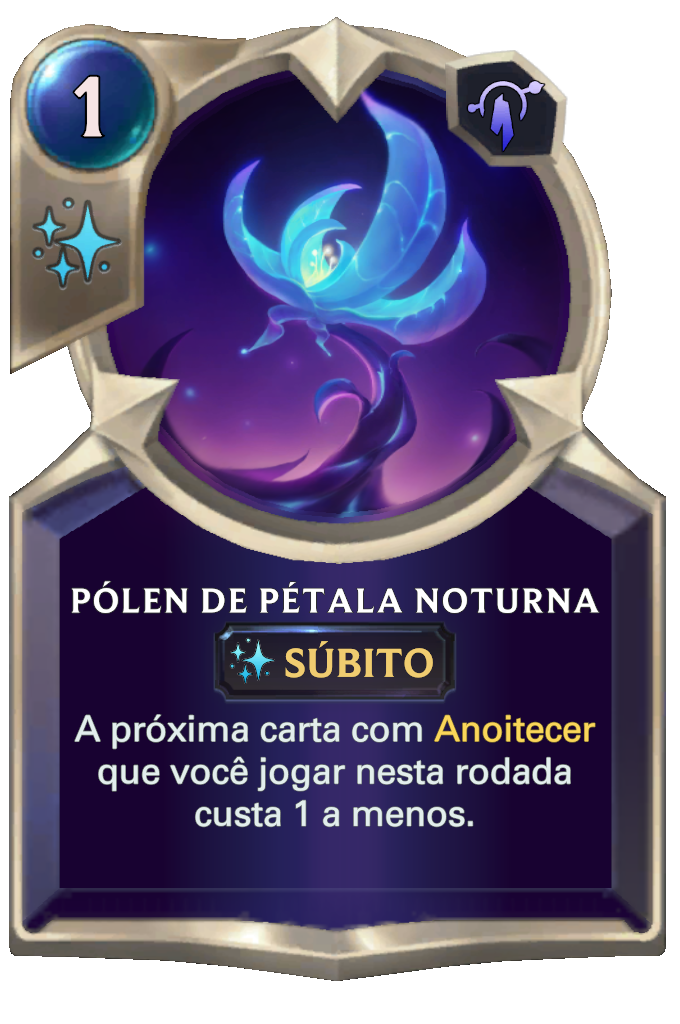 1
PÓLEN DE PÉTALA NOTURNA
SÚBITO
A próxima carta com Anoitecer
que você jogar nesta rodada
custa 1 a menos.